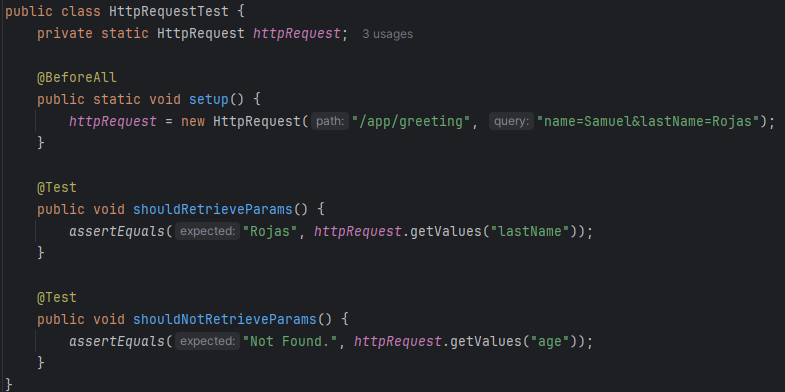 public class HttpRequestTest {
    private static HttpRequest httpRequest; 3 usages

    @BeforeAll
    public static void setup() {
        httpRequest = new HttpRequest( path: "/app/greeting", query: "name=Samuel&lastName=Rojas");
    }

    @Test
    public void shouldRetrieveParams() {
        assertEquals( expected: "Rojas", httpRequest.getValues("lastName"));
    }

    @Test
    public void shouldNotRetrieveParams() {
        assertEquals( expected: "Not Found.", httpRequest.getValues("age"));
    }
}